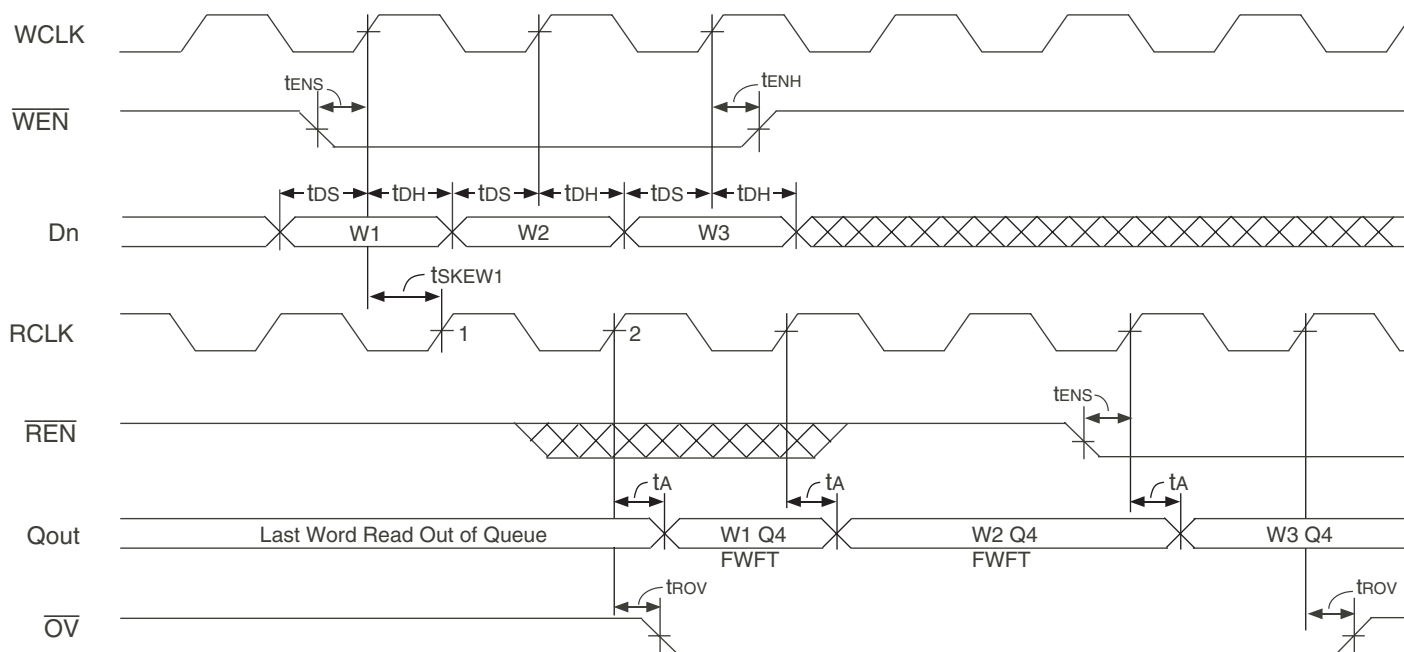 WCLK
tENS
tENH
WEN
tDS tDH tDS tDH tDS tDH
Dn
W1 W2 W3
tSKEW1
RCLK
1 2
tENS
REN
tA tA tA
Qout
Last Word Read Out of Queue W1 Q4 W2 Q4 W3 Q4
FWFT FWFT
tROV tROV
OV